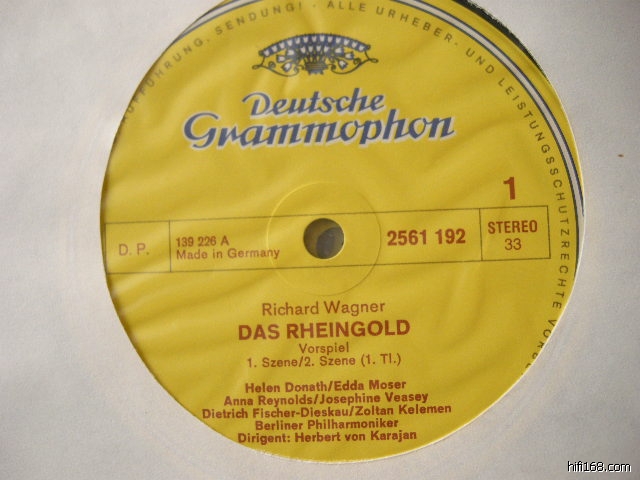 AUFFÜHRUNG, SENDUNG! · ALLE URHEBER- UND LEISTUNGSSCHUTZRECHTE
Deutsche
Grammophon
1
D. P.
139 226 A
Made in Germany
2561 192
STEREO
33
Richard Wagner
DAS RHEINGOLD
Vorspiel
1. Szene/2. Szene (1. Tl.)
Helen Donath/Edda Moser
Anna Reynolds/Josephine Veasey
Dietrich Fischer-Dieskau/Zoltan Kelemen
Berliner Philharmoniker
Dirigent: Herbert von Karajan
hifi168.com